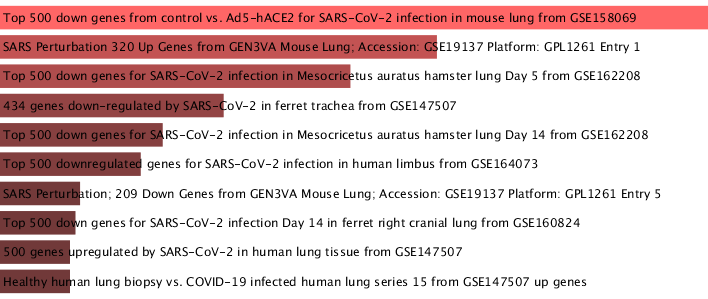 Top 500 down genes from control vs. Ad5-hACE2 for SARS-CoV-2 infection in mouse lung from GSE158069
SARS Perturbation 320 Up Genes from GEN3VA Mouse Lung; Accession: GSE19137 Platform: GPL1261 Entry 1
Top 500 down genes for SARS-CoV-2 infection in Mesocricetus auratus hamster lung Day 5 from GSE162208
434 genes down-regulated by SARS-CoV-2 in ferret trachea from GSE147507
Top 500 down genes for SARS-CoV-2 infection in Mesocricetus auratus hamster lung Day 14 from GSE162208
Top 500 downregulated genes for SARS-CoV-2 infection in human limbus from GSE164073
SARS Perturbation; 209 Down Genes from GEN3VA Mouse Lung; Accession: GSE19137 Platform: GPL1261 Entry 5
Top 500 down genes for SARS-CoV-2 infection Day 14 in ferret right cranial lung from GSE160824
500 genes upregulated by SARS-CoV-2 in human lung tissue from GSE147507
Healthy human lung biopsy vs. COVID-19 infected human lung series 15 from GSE147507 up genes